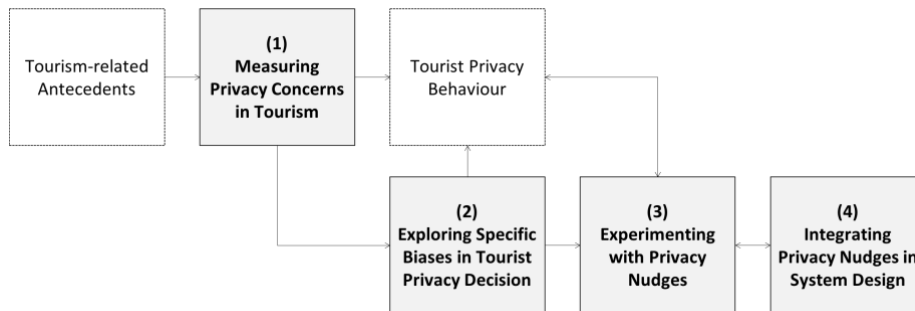 Tourism-related
Antecedents
(1)
Measuring
Privacy Concerns
in Tourism
Tourist Privacy
Behaviour
(2)
Exploring Specific
Biases in Tourist
Privacy Decision
(3)
Experimenting
with Privacy
Nudges
(4)
Integrating
Privacy Nudges in
System Design